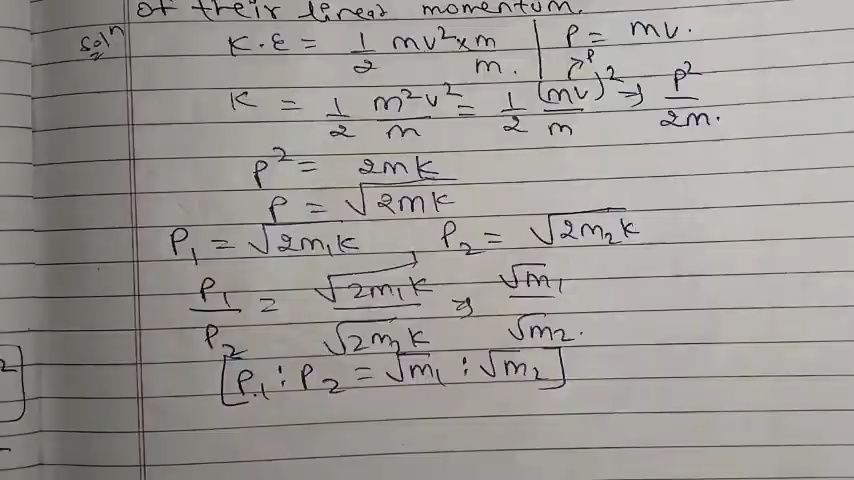 of their linear momentum.
Soln K.E = 1/2 mv²×m/m. | P = mv.
K = 1/2 m²v²/m = 1/2 (mv)²/m ⇒ P²/2m.
P
P² = 2mK
P = √2mK
P₁ = √2m₁K P₂ = √2m₂K
P₁/P₂ = √2m₁K/√2m₂K ⇒ √m₁/√m₂.
[P₁ : P₂ = √m₁ : √m₂]
2